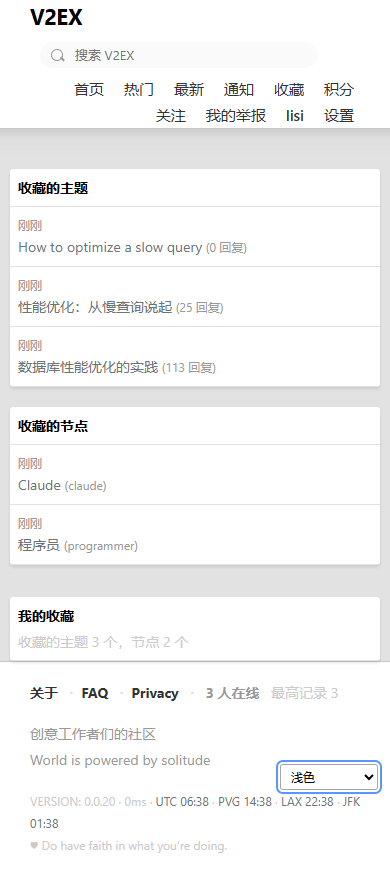 V2EX
搜索 V2EX
首页 热门 最新 通知 收藏 积分
关注 我的举报 lisi 设置
收藏的主题
刚刚
How to optimize a slow query (0 回复)
刚刚
性能优化：从慢查询说起 (25 回复)
刚刚
数据库性能优化的实践 (113 回复)
收藏的节点
刚刚
Claude (claude)
刚刚
程序员 (programmer)
我的收藏
收藏的主题 3 个，节点 2 个
关于 · FAQ · Privacy · 3 人在线 最高记录 3
创意工作者们的社区
World is powered by solitude
浅色
VERSION: 0.0.20 · 0ms · UTC 06:38 · PVG 14:38 · LAX 22:38 · JFK
01:38
♥ Do have faith in what you're doing.